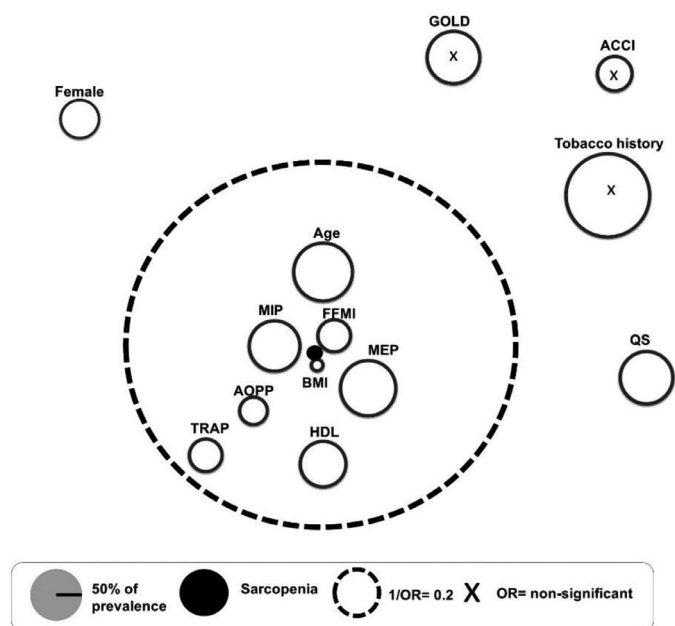 GOLD
X
ACCI
X
Female
Tobacco history
X
Age
MIP
FFMI
MEP
BMI
QS
AOPP
TRAP
HDL
50% of
prevalence
Sarcopenia
1/OR= 0.2
X
OR= non-significant